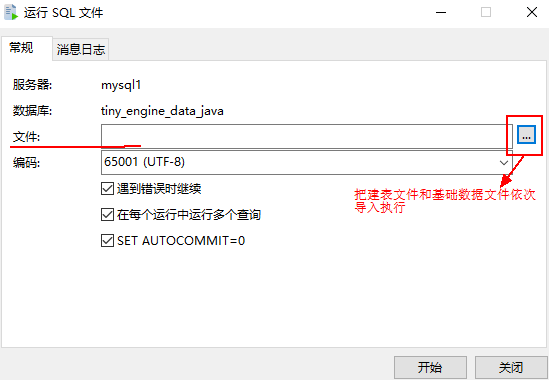 运行 SQL 文件
常规 消息日志
服务器: mysql1
数据库: tiny_engine_data_java
文件: ...
编码: 65001 (UTF-8)
遇到错误时继续
把建表文件和基础数据文件依次
导入执行
在每个运行中运行多个查询
SET AUTOCOMMIT=0
开始 关闭